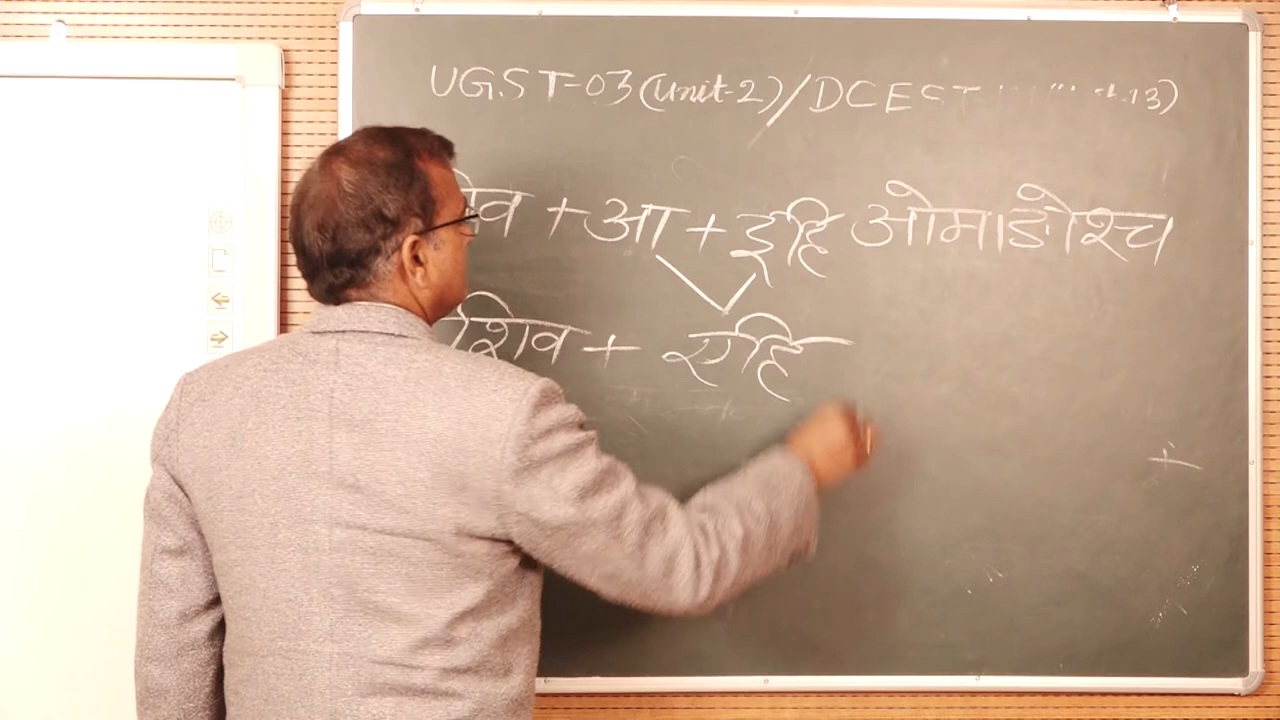 UGST-03(Unit-2)/DCEST
+आ+इहि ओमाङोश्च
शिव + एहि